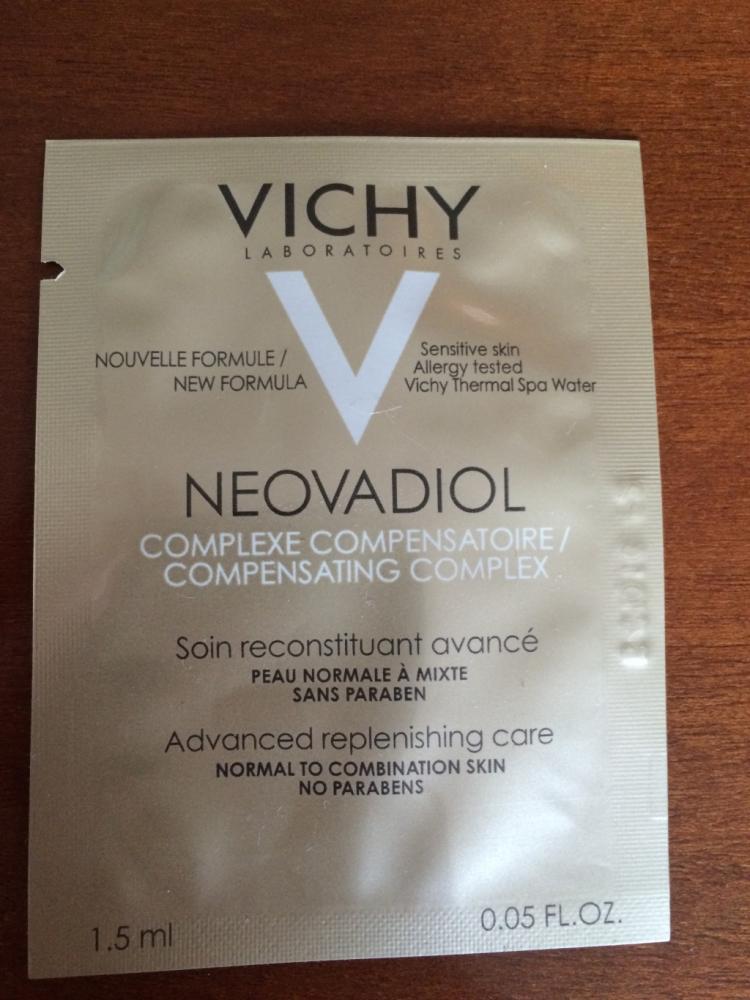 VICHY
LABORATOIRES
NOUVELLE FORMULE /
NEW FORMULA
Sensitive skin
Allergy tested
Vichy Thermal Spa Water
NEOVADIOL
COMPLEXE COMPENSATOIRE /
COMPENSATING COMPLEX
Soin reconstituant avancé
PEAU NORMALE À MIXTE
SANS PARABEN
Advanced replenishing care
NORMAL TO COMBINATION SKIN
NO PARABENS
1.5 ml
0.05 FL.OZ.